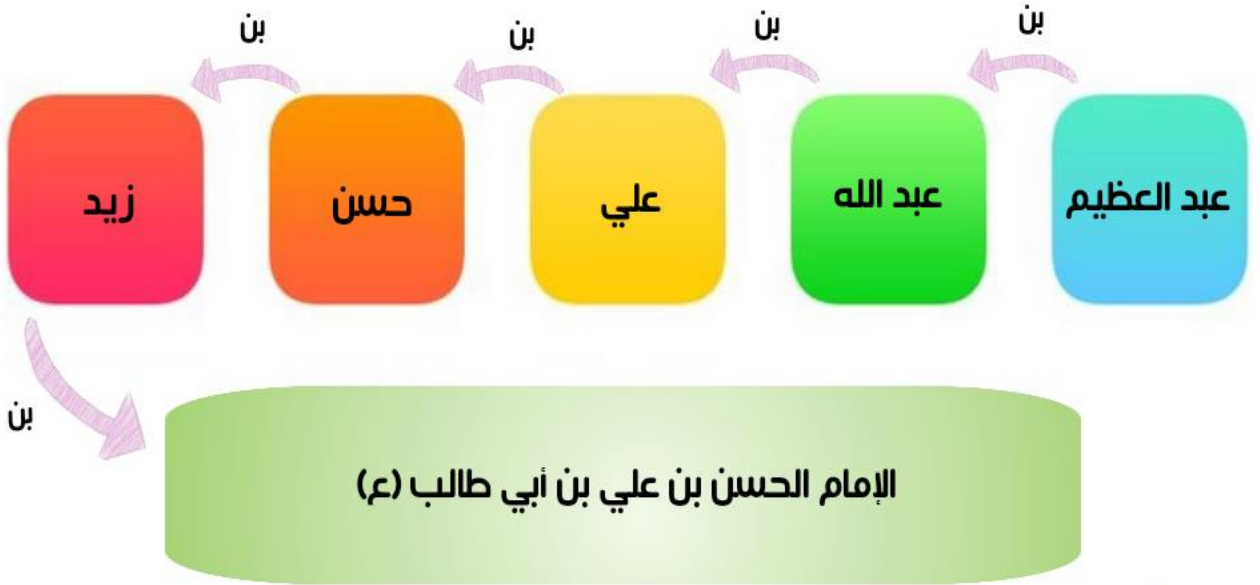 بن بن بن بن
عبد العظيم عبد الله علي حسن زيد
بن
الإمام الحسن بن علي بن أبي طالب (ع)